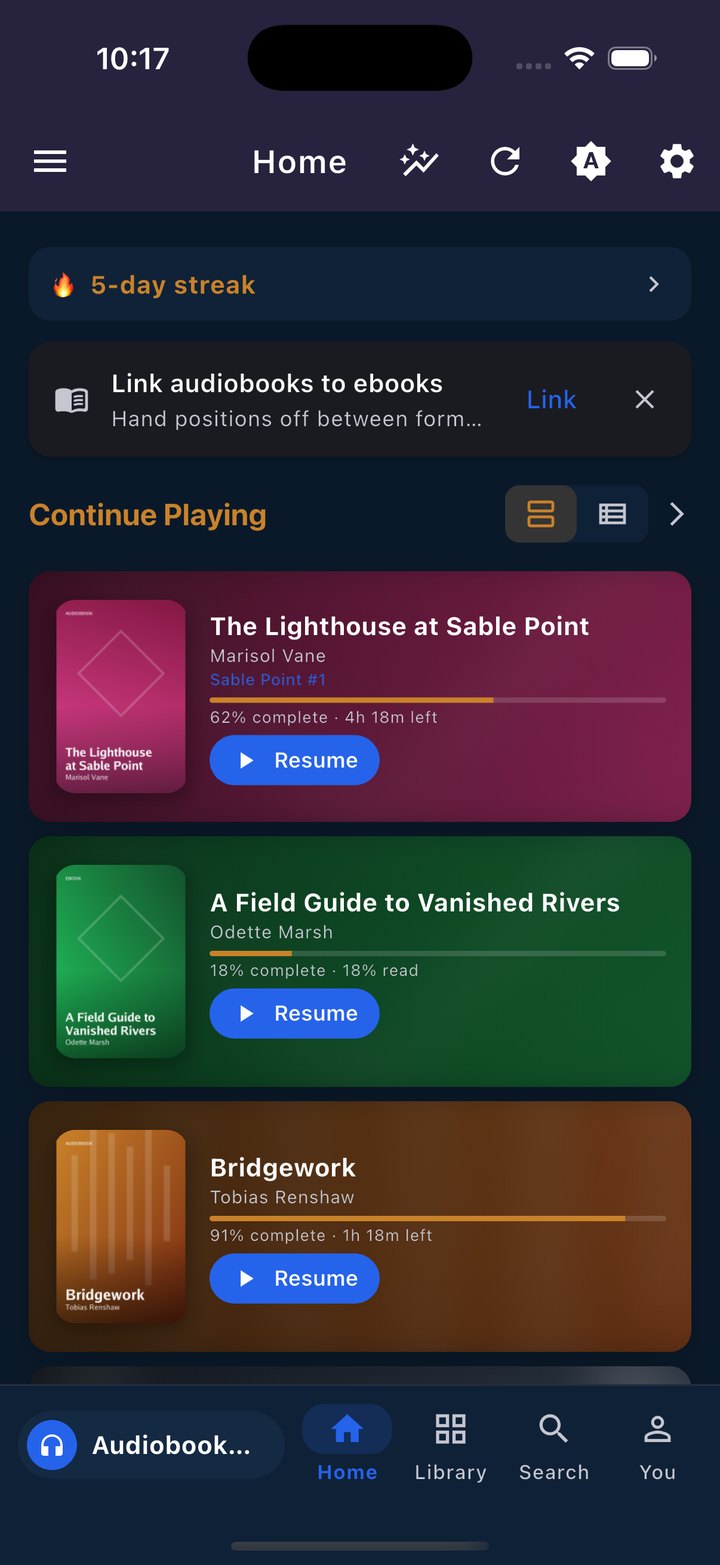 10:17
Home
A
🔥 5-day streak
Link audiobooks to ebooks
Hand positions off between form...
Link
Continue Playing
AUDIOBOOK
The Lighthouse
at Sable Point
Marisol Vane
The Lighthouse at Sable Point
Marisol Vane
Sable Point #1
62% complete · 4h 18m left
Resume
EBOOK
A Field Guide to
Vanished Rivers
Odette Marsh
A Field Guide to Vanished Rivers
Odette Marsh
18% complete · 18% read
Resume
AUDIOBOOK
Bridgework
Tobias Renshaw
Bridgework
Tobias Renshaw
91% complete · 1h 18m left
Resume
Audiobook...
Home
Library
Search
You